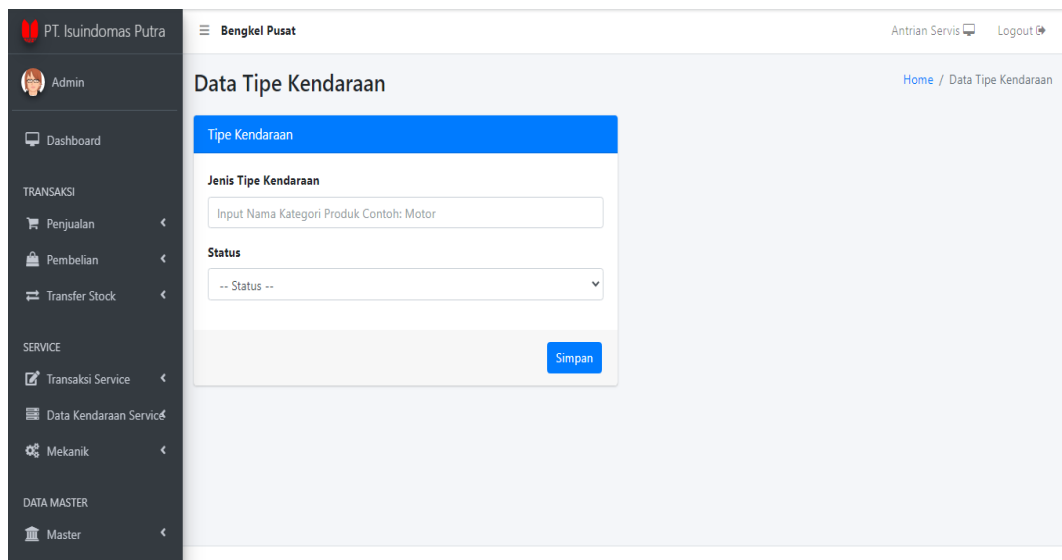 PT. Isuindomas Putra
Admin
Dashboard
TRANSAKSI
Penjualan
Pembelian
Transfer Stock
SERVICE
Transaksi Service
Data Kendaraan Service
Mekanik
DATA MASTER
Master
Bengkel Pusat
Antrian Servis
Logout
Data Tipe Kendaraan
Home / Data Tipe Kendaraan
Tipe Kendaraan
Jenis Tipe Kendaraan
Input Nama Kategori Produk Contoh: Motor
Status
-- Status --
Simpan